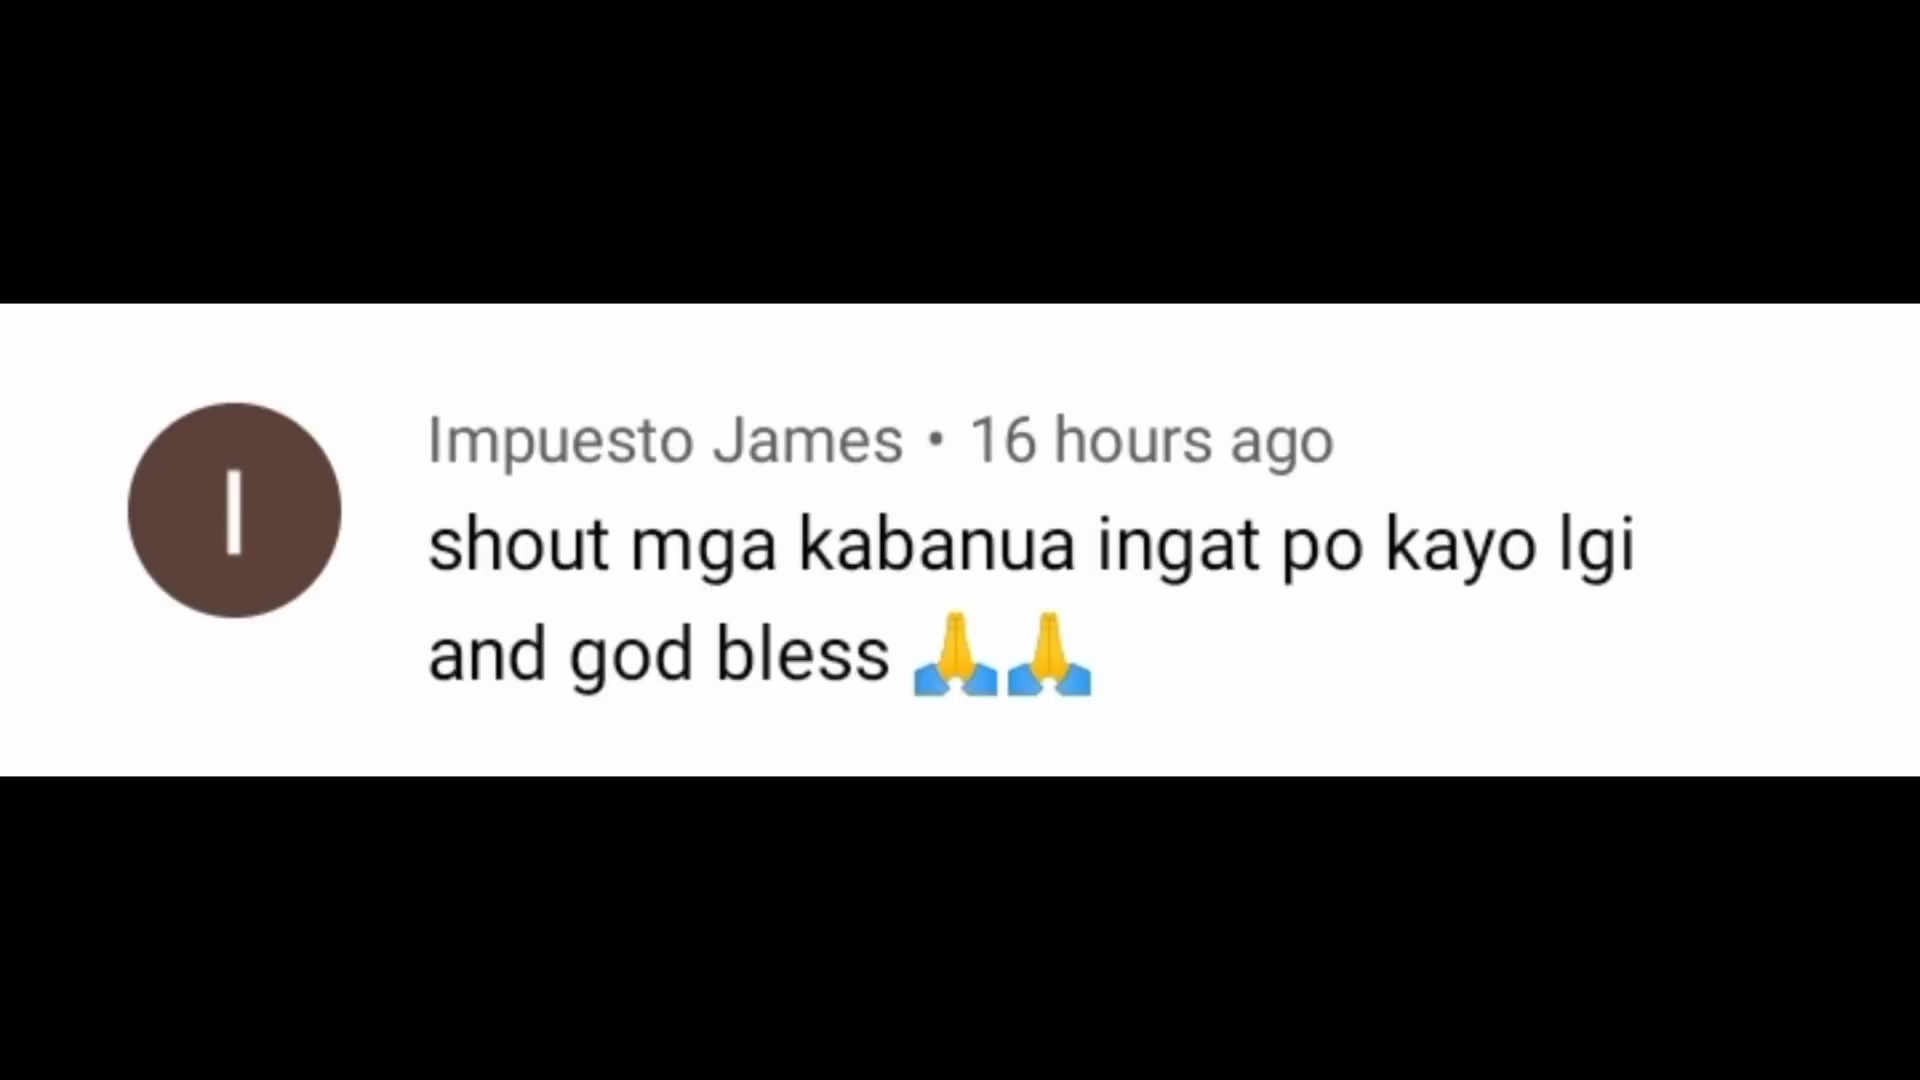 I
Impuesto James • 16 hours ago
shout mga kabanua ingat po kayo lgi
and god bless 🙏🙏